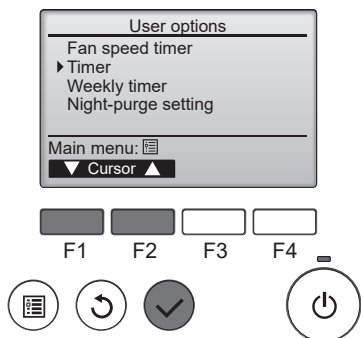 User options
Fan speed timer
Timer
Weekly timer
Night-purge setting
Main menu:
Cursor
F1 F2 F3 F4